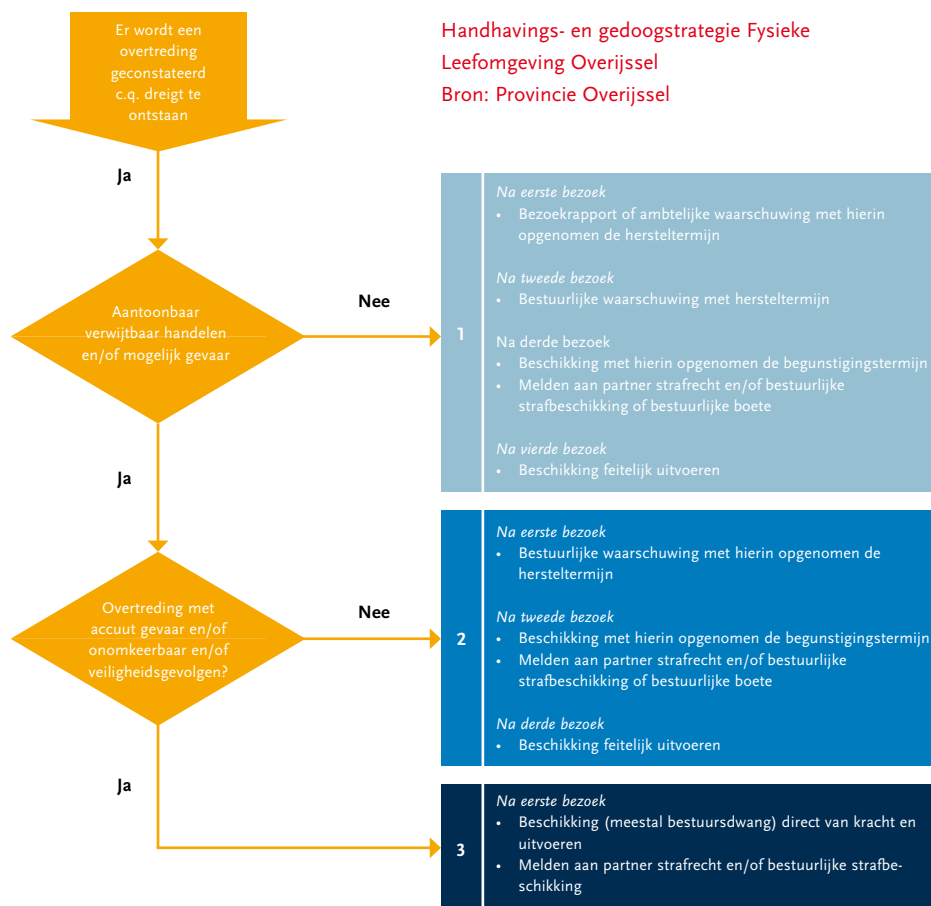 Er wordt een
overtreding
geconstateerd
c.q. dreigt te
ontstaan
Handhavings- en gedoogstrategie Fysieke
Leefomgeving Overijssel
Bron: Provincie Overijssel
Ja
Aantoonbaar
verwijtbaar handelen
en/of mogelijk gevaar
Nee
1
Na eerste bezoek
• Bezoekrapport of ambtelijke waarschuwing met hierin
opgenomen de hersteltermijn
Na tweede bezoek
• Bestuurlijke waarschuwing met hersteltermijn
Na derde bezoek
• Beschikking met hierin opgenomen de begunstigingstermijn
• Melden aan partner strafrecht en/of bestuurlijke
strafbeschikking of bestuurlijke boete
Na vierde bezoek
• Beschikking feitelijk uitvoeren
Ja
Overtreding met
accuut gevaar en/of
onomkeerbaar en/of
veiligheidsgevolgen?
Nee
2
Na eerste bezoek
• Bestuurlijke waarschuwing met hierin opgenomen de
hersteltermijn
Na tweede bezoek
• Beschikking met hierin opgenomen de begunstigingstermijn
• Melden aan partner strafrecht en/of bestuurlijke
strafbeschikking of bestuurlijke boete
Na derde bezoek
• Beschikking feitelijk uitvoeren
Ja
3
Na eerste bezoek
• Beschikking (meestal bestuursdwang) direct van kracht en
uitvoeren
• Melden aan partner strafrecht en/of bestuurlijke strafbe-
schikking